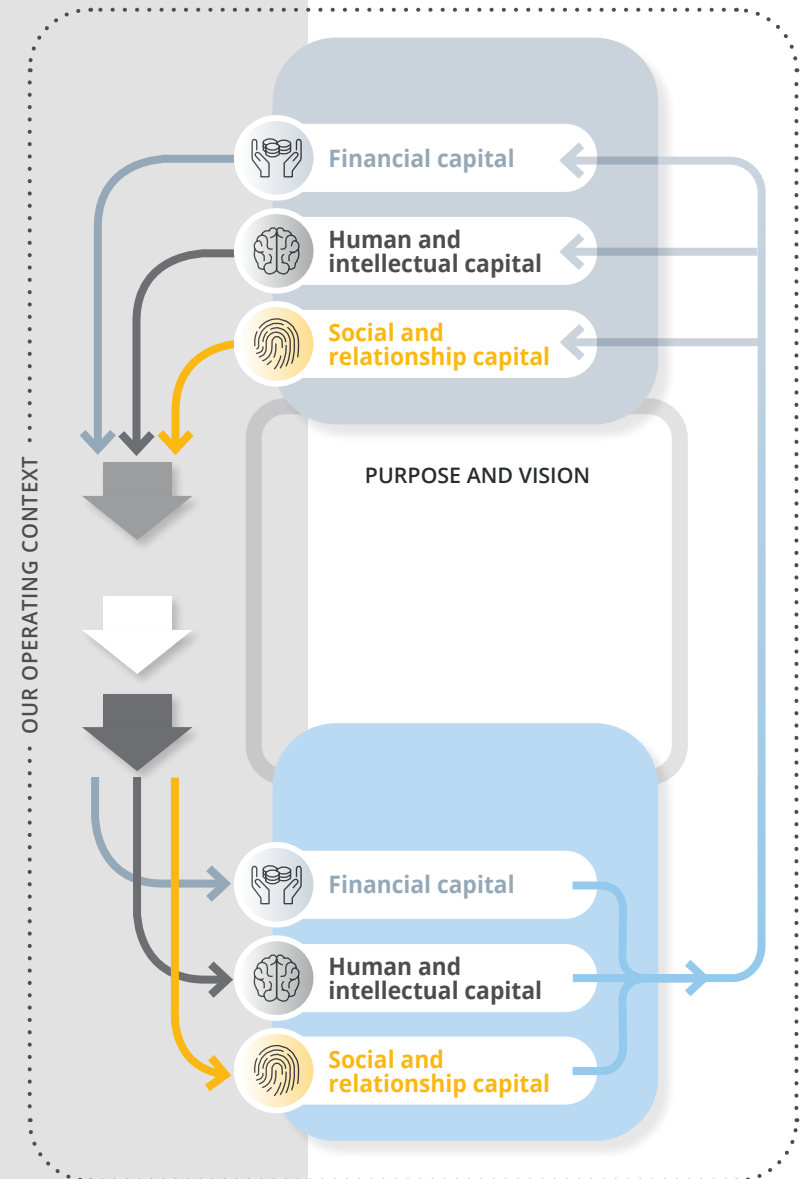 Financial capital
Human and
intellectual capital
Social and
relationship capital
PURPOSE AND VISION
OUR OPERATING CONTEXT
Financial capital
Human and
intellectual capital
Social and
relationship capital